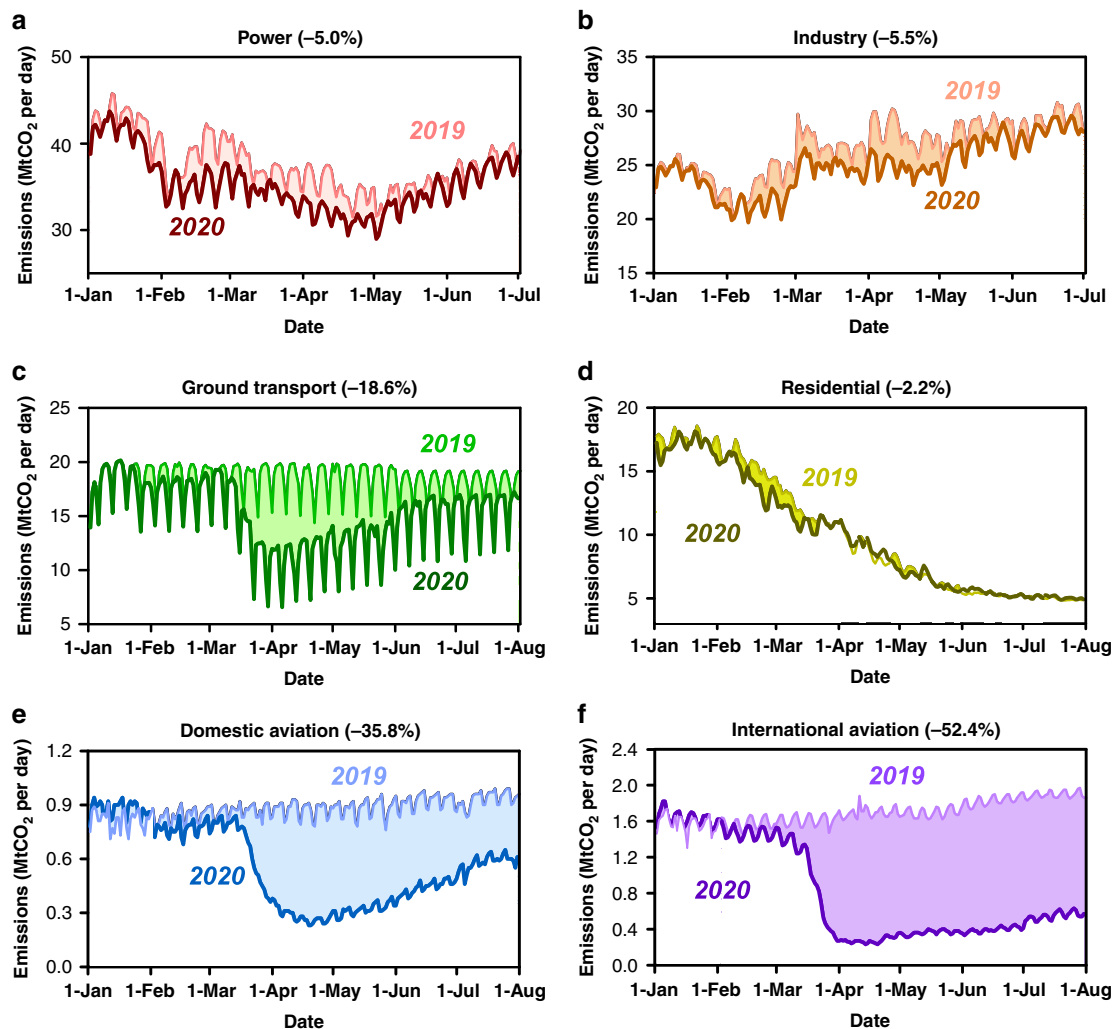 a
Power (–5.0%)
Emissions (MtCO₂ per day)
50
40
30
2019
2020
1-Jan 1-Feb 1-Mar 1-Apr 1-May 1-Jun 1-Jul
Date
b
Industry (–5.5%)
Emissions (MtCO₂ per day)
35
30
25
20
15
2019
2020
1-Jan 1-Feb 1-Mar 1-Apr 1-May 1-Jun 1-Jul
Date
c
Ground transport (–18.6%)
Emissions (MtCO₂ per day)
25
20
15
10
5
2019
2020
1-Jan 1-Feb 1-Mar 1-Apr 1-May 1-Jun 1-Jul 1-Aug
Date
d
Residential (–2.2%)
Emissions (MtCO₂ per day)
20
15
10
5
2019
2020
1-Jan 1-Feb 1-Mar 1-Apr 1-May 1-Jun 1-Jul 1-Aug
Date
e
Domestic aviation (–35.8%)
Emissions (MtCO₂ per day)
1.2
0.9
0.6
0.3
0.0
2019
2020
1-Jan 1-Feb 1-Mar 1-Apr 1-May 1-Jun 1-Jul 1-Aug
Date
f
International aviation (–52.4%)
Emissions (MtCO₂ per day)
2.4
2.0
1.6
1.2
0.8
0.4
0.0
2019
2020
1-Jan 1-Feb 1-Mar 1-Apr 1-May 1-Jun 1-Jul 1-Aug
Date